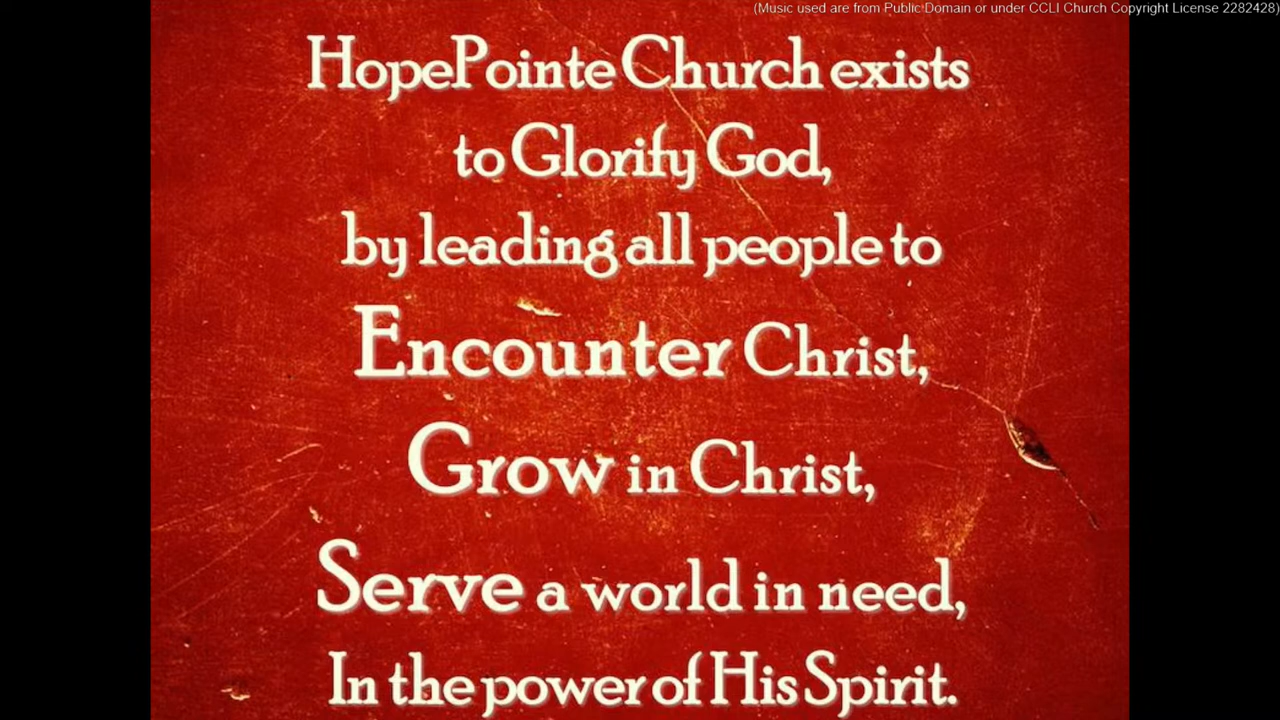 (Music used are from Public Domain or under CCLI Church Copyright License 2282428)
HopePointe Church exists
to Glorify God,
by leading all people to
Encounter Christ,
Grow in Christ,
Serve a world in need,
In the power of His Spirit.